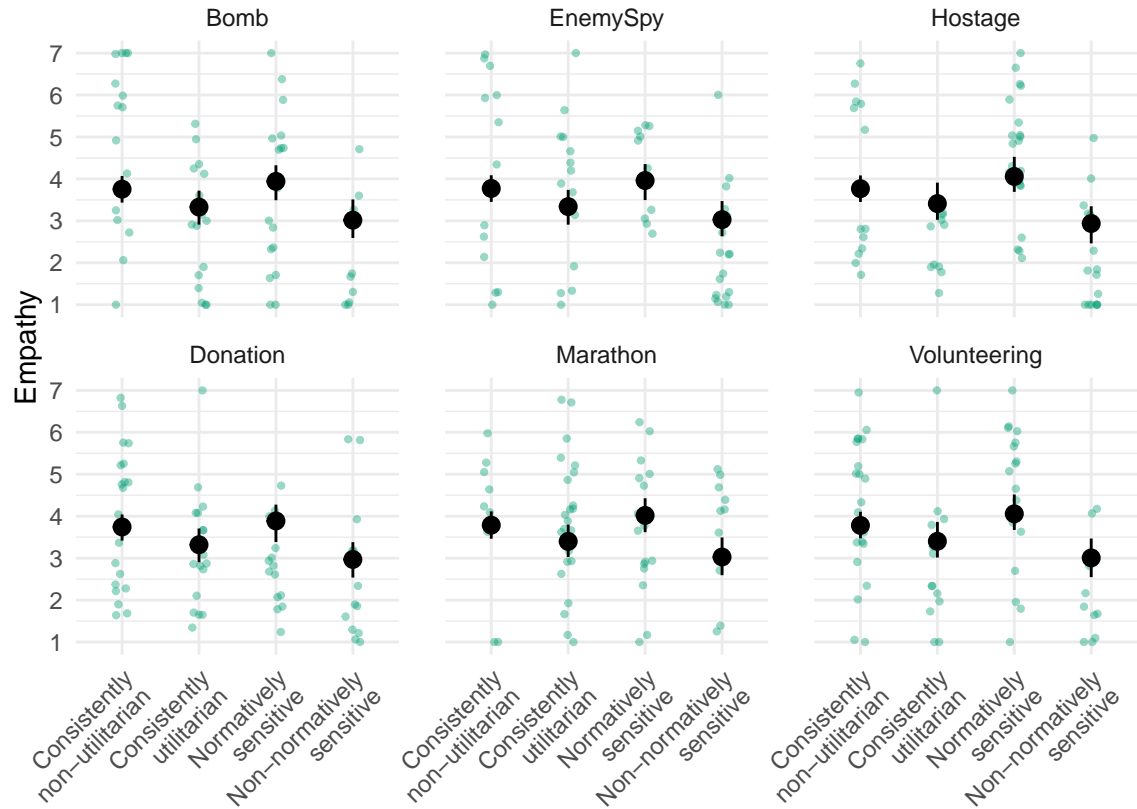 Bomb
EnemySpy
Hostage
7
6
5
4
3
2
1
Empathy
Donation
Marathon
Volunteering
7
6
5
4
3
2
1
Consistently
non−utilitarian
Consistently
utilitarian
Normatively
sensitive
Non−normatively
sensitive
Consistently
non−utilitarian
Consistently
utilitarian
Normatively
sensitive
Non−normatively
sensitive
Consistently
non−utilitarian
Consistently
utilitarian
Normatively
sensitive
Non−normatively
sensitive